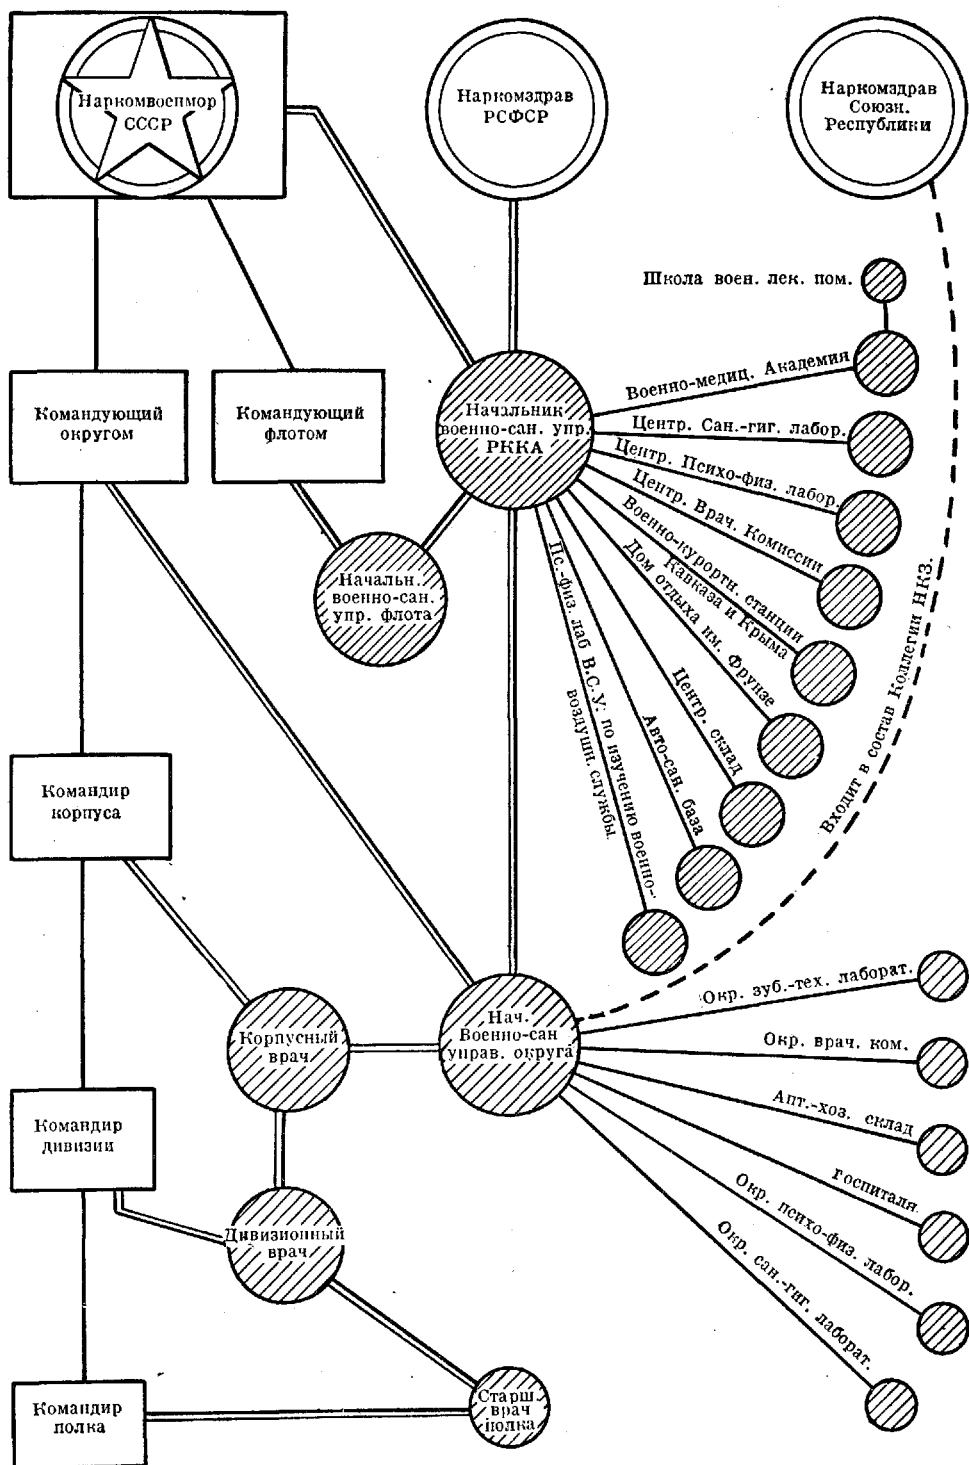 Наркомвоенмор
СССР
Наркомздрав
РСФСР
Наркомздрав
Союзн.
Республики
Школа воен. лек. пом.
Военно-медиц. Академия
Командующий
округом
Командующий
флотом
Начальник
военно-сан. упр.
РККА
Центр. Сан.-гиг. лабор.
Центр. Психо-физ. лабор.
Центр. Врач. Комиссии
Военно-курортн. станции
Кавказа и Крыма
Дом отдыха им. Фрунзе
Центр. склад
Авто-сан. база
Пс.-физ. лаб В.С.У. по изучению военно-
воздушн. службы.
Начальн.
военно-сан.
упр. флота
Входит в состав Коллегии НКЗ.
Командир
корпуса
Корпусный
врач
Нач.
Военно-сан
управ. округа
Окр. зуб.-тех. лаборат.
Окр. врач. ком.
Апт.-хоз. склад
Госпиталя
Окр. психо-физ. лабор.
Окр. сан.-гиг. лаборат.
Командир
дивизии
Дивизионный
врач
Командир
полка
Старш.
врач
полка